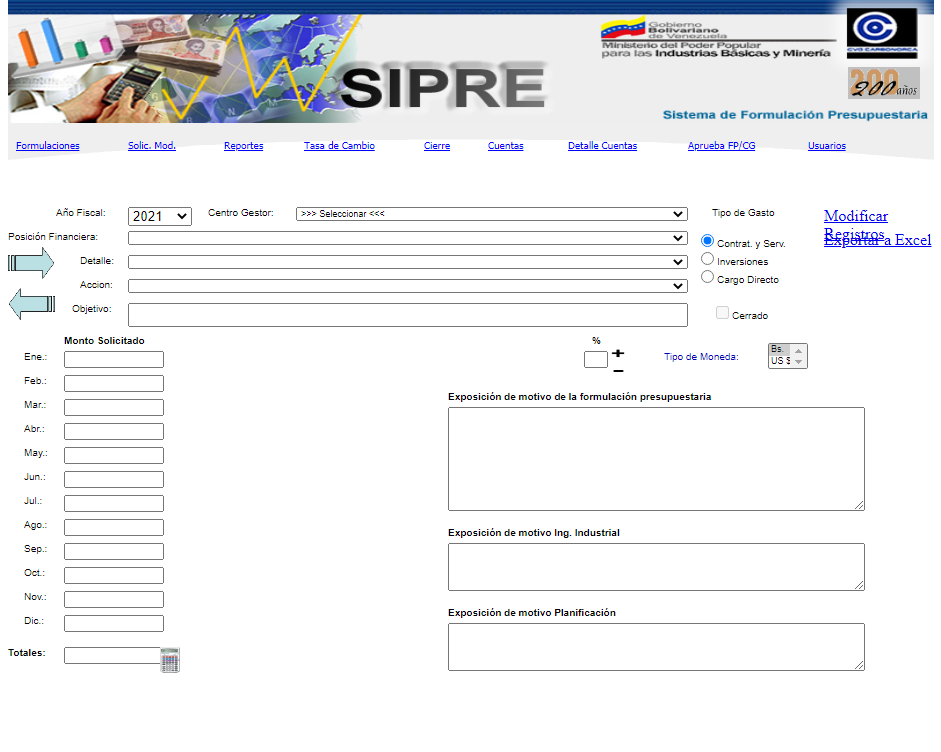 Gobierno
Bolivariano
de Venezuela
Ministerio del Poder Popular
para las Industrias Básicas y Minería
CVG CARBONORCA
SIPRE
200 años
Sistema de Formulación Presupuestaria
Formulaciones Solic. Mod. Reportes Tasa de Cambio Cierre Cuentas Detalle Cuentas Aprueba FP/CG Usuarios
Año Fiscal: 2021 Centro Gestor: >>> Seleccionar <<< Tipo de Gasto Modificar
Registros
Posición Financiera: Contrat. y Serv. Exportar a Excel
Detalle: Inversiones
Accion: Cargo Directo
Objetivo: Cerrado
Monto Solicitado %
Ene.: + Tipo de Moneda: Bs.
– US $
Feb.:
Mar.: Exposición de motivo de la formulación presupuestaria
Abr.:
May.:
Jun.:
Jul.:
Ago.: Exposición de motivo Ing. Industrial
Sep.:
Oct.:
Nov.:
Dic.: Exposición de motivo Planificación
Totales: